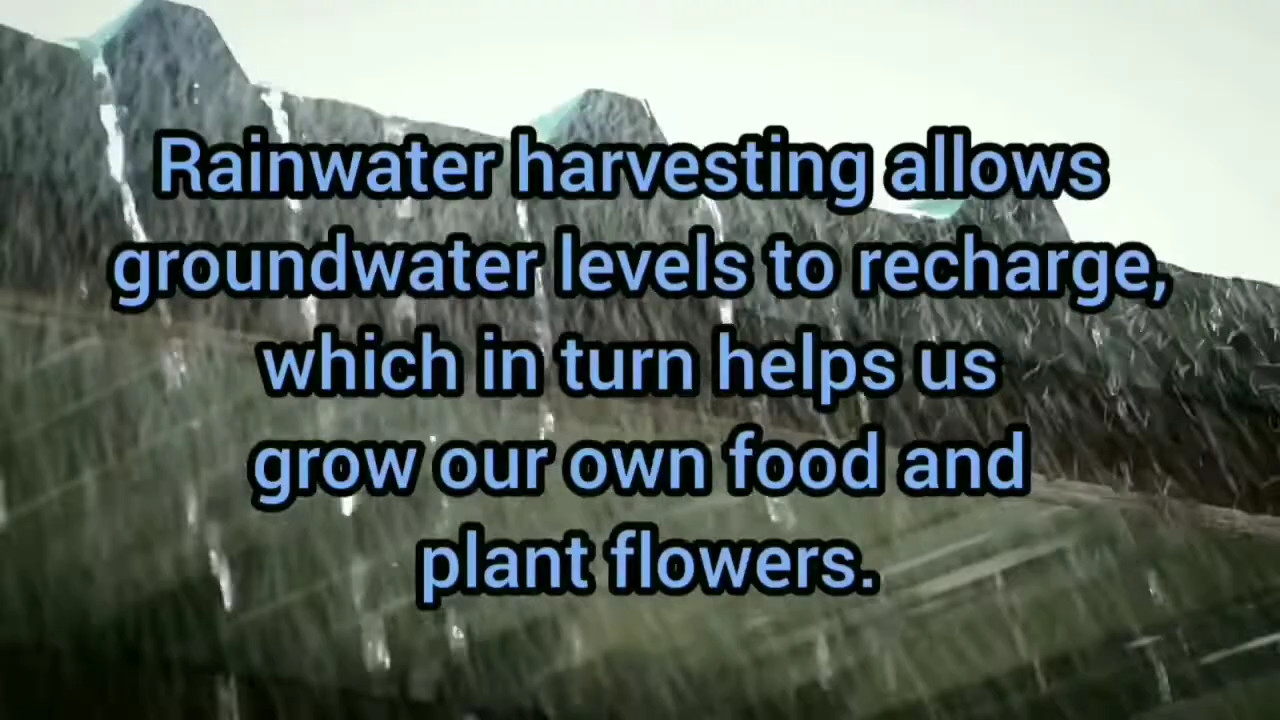 Rainwater harvesting allows
groundwater levels to recharge,
which in turn helps us
grow our own food and
plant flowers.